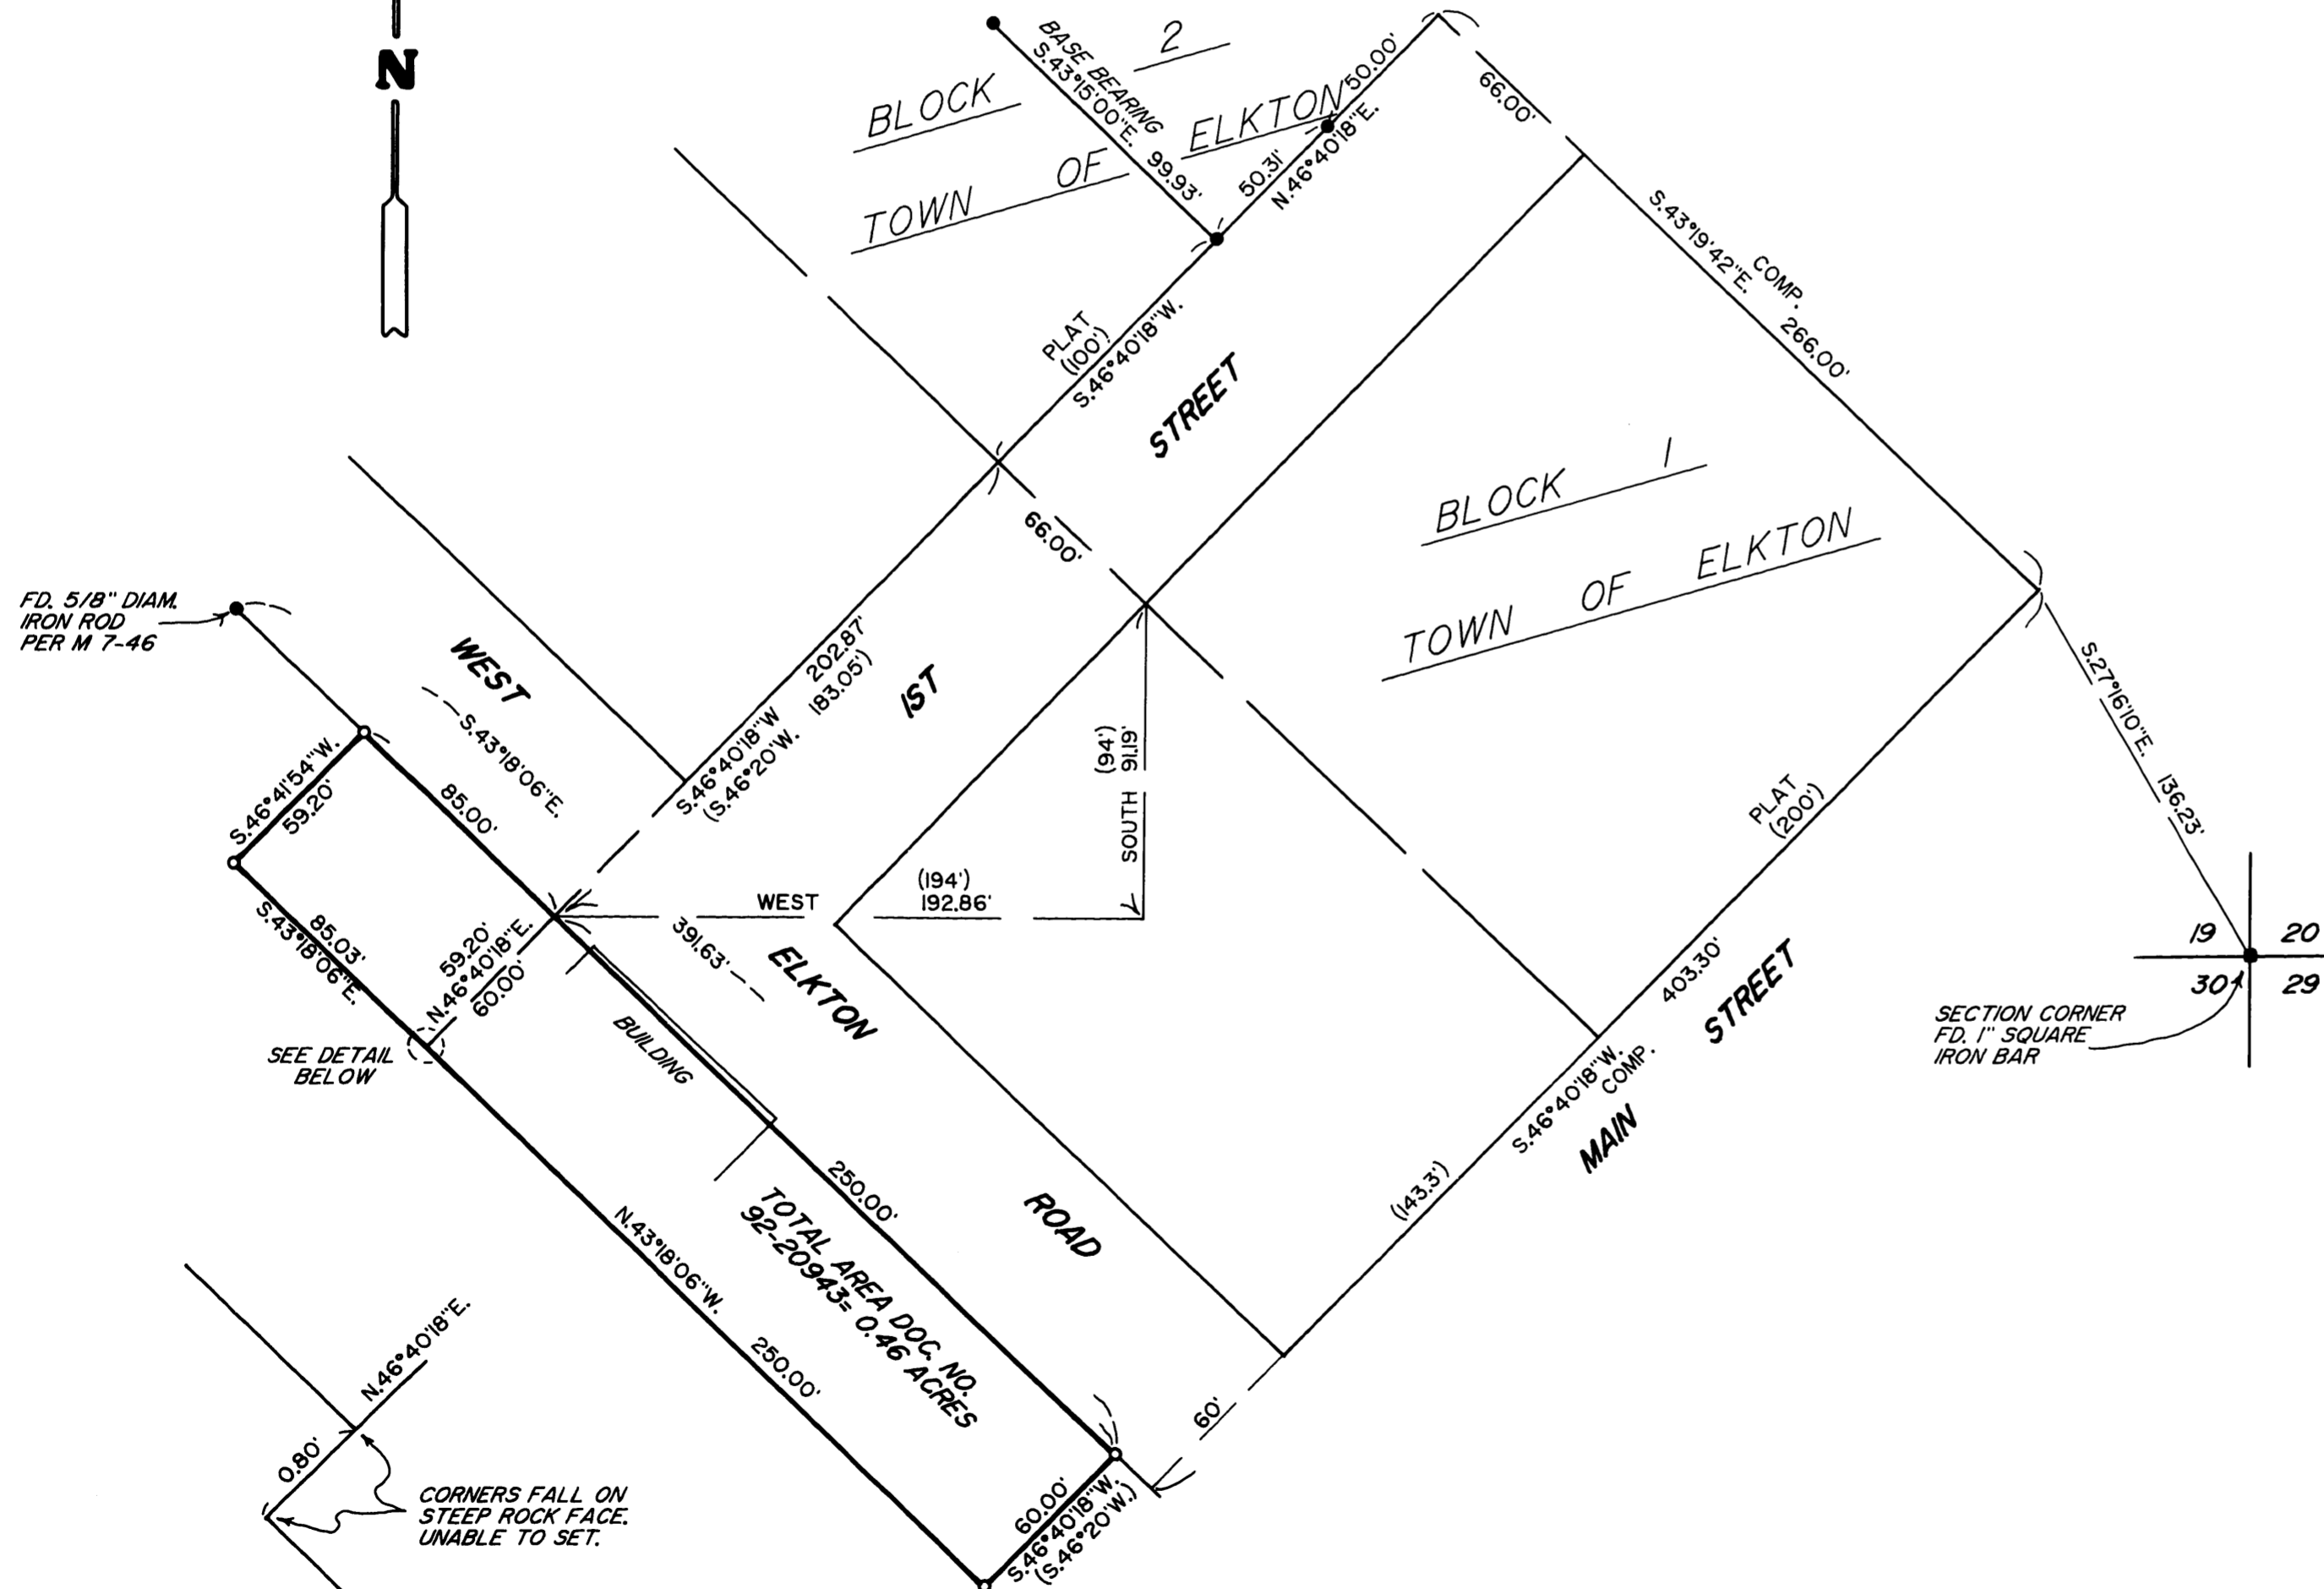 N
BASE BEARING
S.43°15'00"E. 99.93'
BLOCK 2
TOWN OF ELKTON
50.00'
50.31'
N.46°40'18"E.
66.00'
S.43°19'42"E.
COMP.
266.00'
PLAT
(100')
S.46°40'18"W.
STREET
BLOCK 1
TOWN OF ELKTON
66.00'
FD. 5/8" DIAM.
IRON ROD
PER M 7-46
WEST
S.43°18'06"E.
202.87'
S.46°40'18"W
(S.46°20'W. 183.05')
1ST
S.27°16'10"E. 136.23'
(94')
SOUTH 91.19'
S.46°41'54"W.
59.20'
85.00'
PLAT
(200')
(194')
WEST 192.86'
391.63'
85.03'
S.43°18'06"E.
59.20'
N.46°40'18"E.
60.00'
SEE DETAIL
BELOW
BUILDING
ELKTON
403.30'
STREET
19 20
30 29
SECTION CORNER
FD. 1" SQUARE
IRON BAR
S.46°40'18"W.
COMP.
MAIN
(143.3')
250.00'
ROAD
TOTAL AREA DOC. NO.
92-20943= 0.46 ACRES
N.43°18'06"W.
250.00'
60'
N.46°40'18"E.
0.80'
CORNERS FALL ON
STEEP ROCK FACE.
UNABLE TO SET.
60.00'
S.46°40'18"W.
(S.46°20'W.)